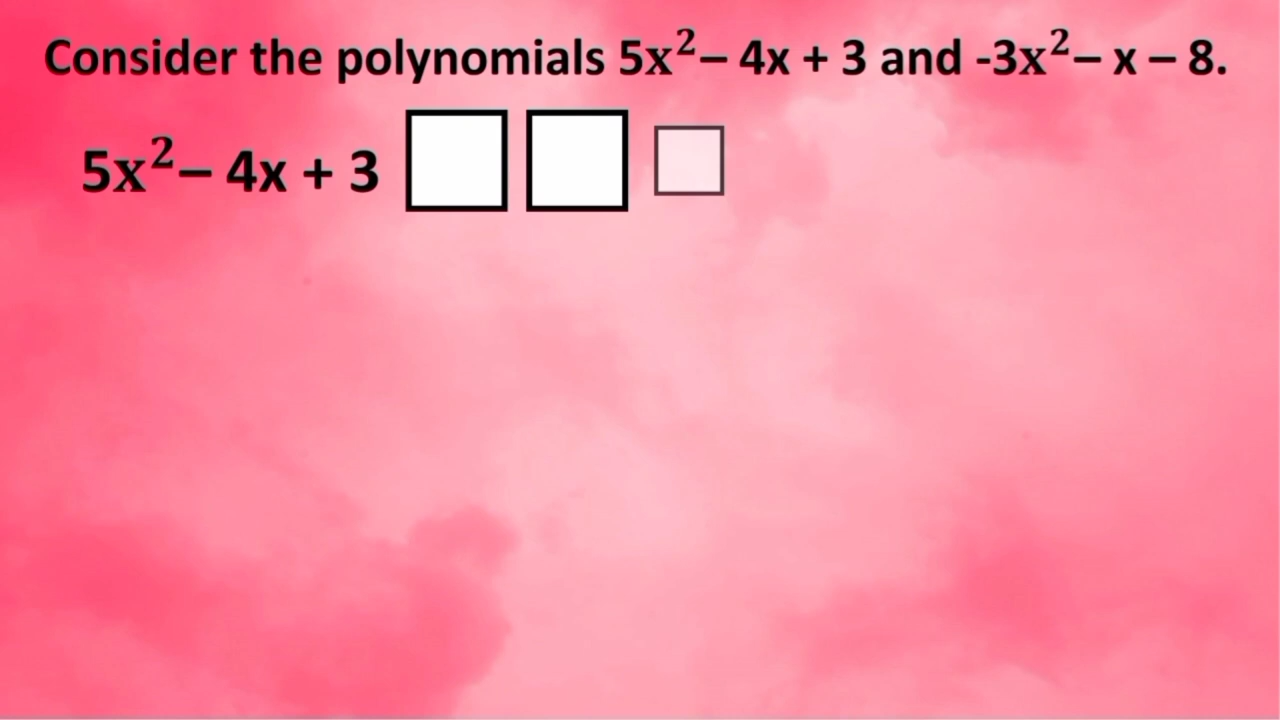 Consider the polynomials 5x²– 4x + 3 and -3x²– x – 8.
5x²– 4x + 3